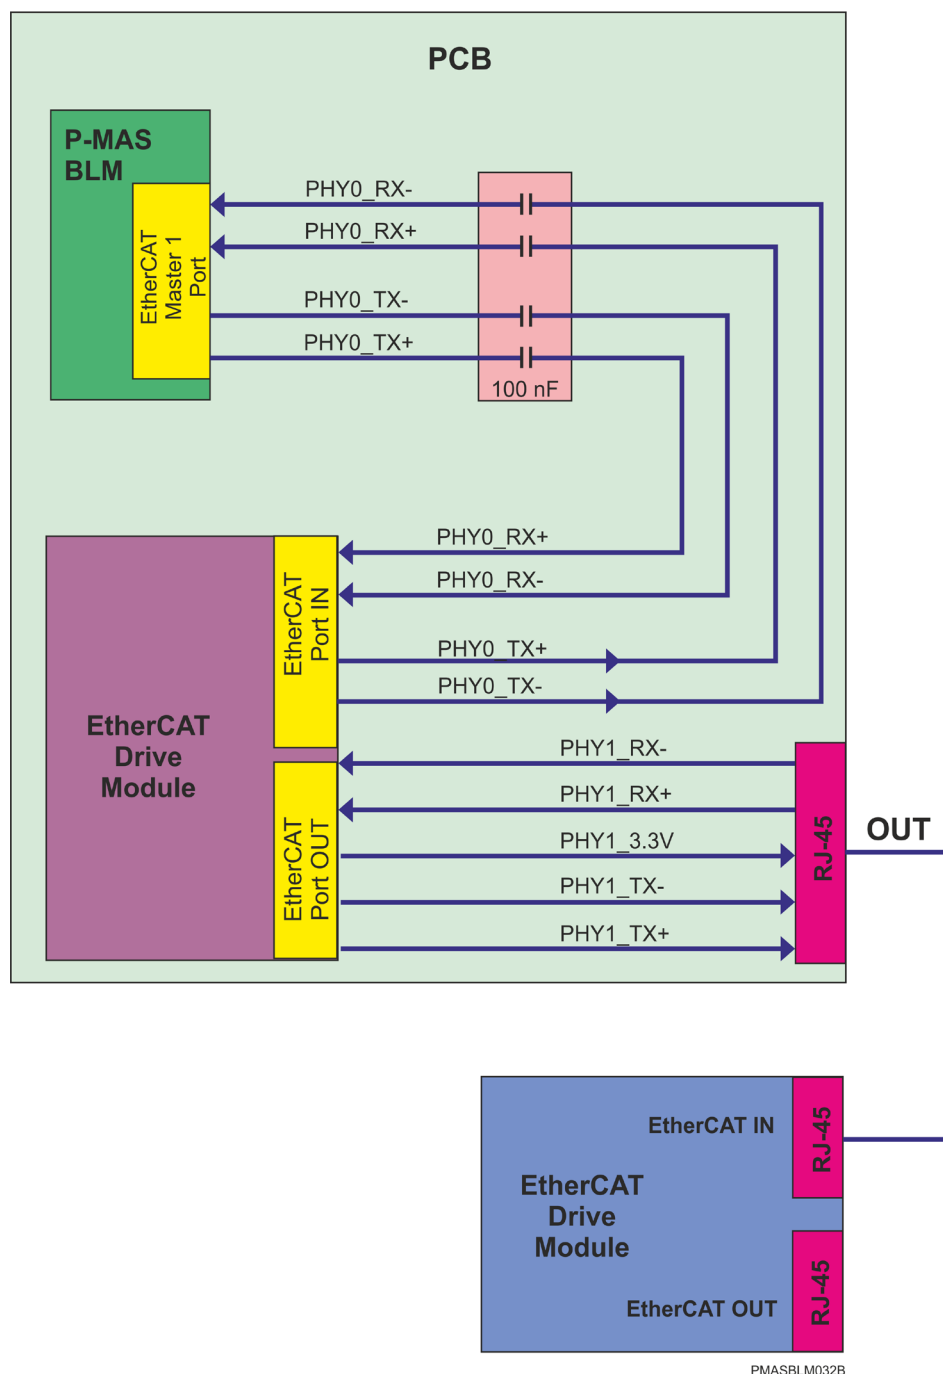 PCB
P-MAS
BLM
EtherCAT
Master 1
Port
PHY0_RX-
PHY0_RX+
PHY0_TX-
PHY0_TX+
100 nF
EtherCAT
Port IN
PHY0_RX+
PHY0_RX-
PHY0_TX+
PHY0_TX-
EtherCAT
Drive
Module
EtherCAT
Port OUT
PHY1_RX-
PHY1_RX+
PHY1_3.3V
PHY1_TX-
PHY1_TX+
RJ-45
OUT
EtherCAT IN
RJ-45
EtherCAT
Drive
Module
EtherCAT OUT
RJ-45
PMASBLM032B